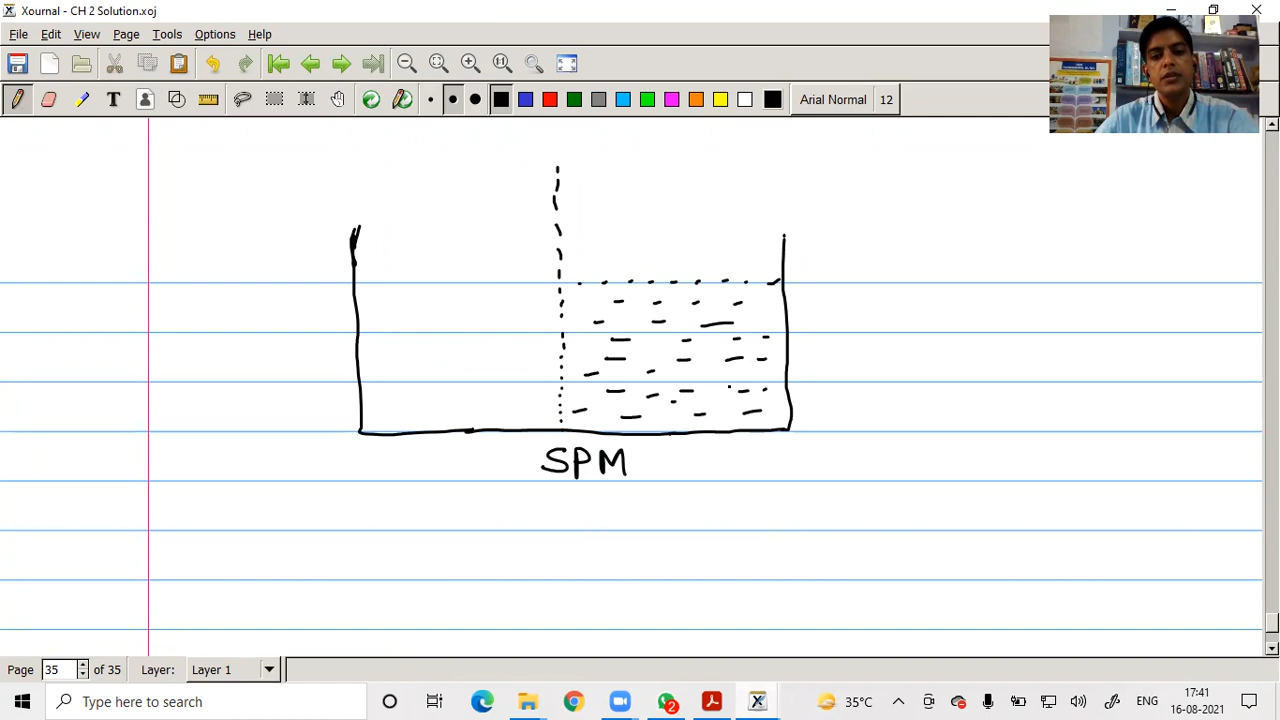 Xournal - CH 2 Solution.xoj
File Edit View Page Tools Options Help
Arial Normal 12
SPM
Page 35 of 35 Layer: Layer 1
Type here to search
2
35°C
ENG
17:41
16-08-2021